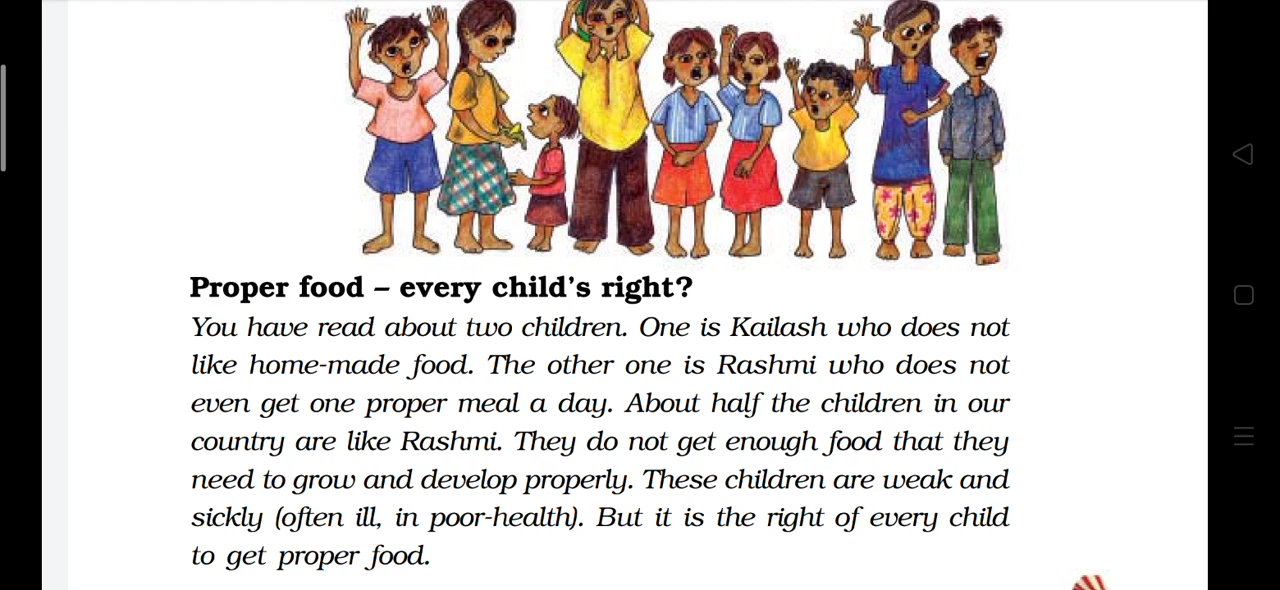 Proper food – every child's right?
You have read about two children. One is Kailash who does not
like home-made food. The other one is Rashmi who does not
even get one proper meal a day. About half the children in our
country are like Rashmi. They do not get enough food that they
need to grow and develop properly. These children are weak and
sickly (often ill, in poor-health). But it is the right of every child
to get proper food.